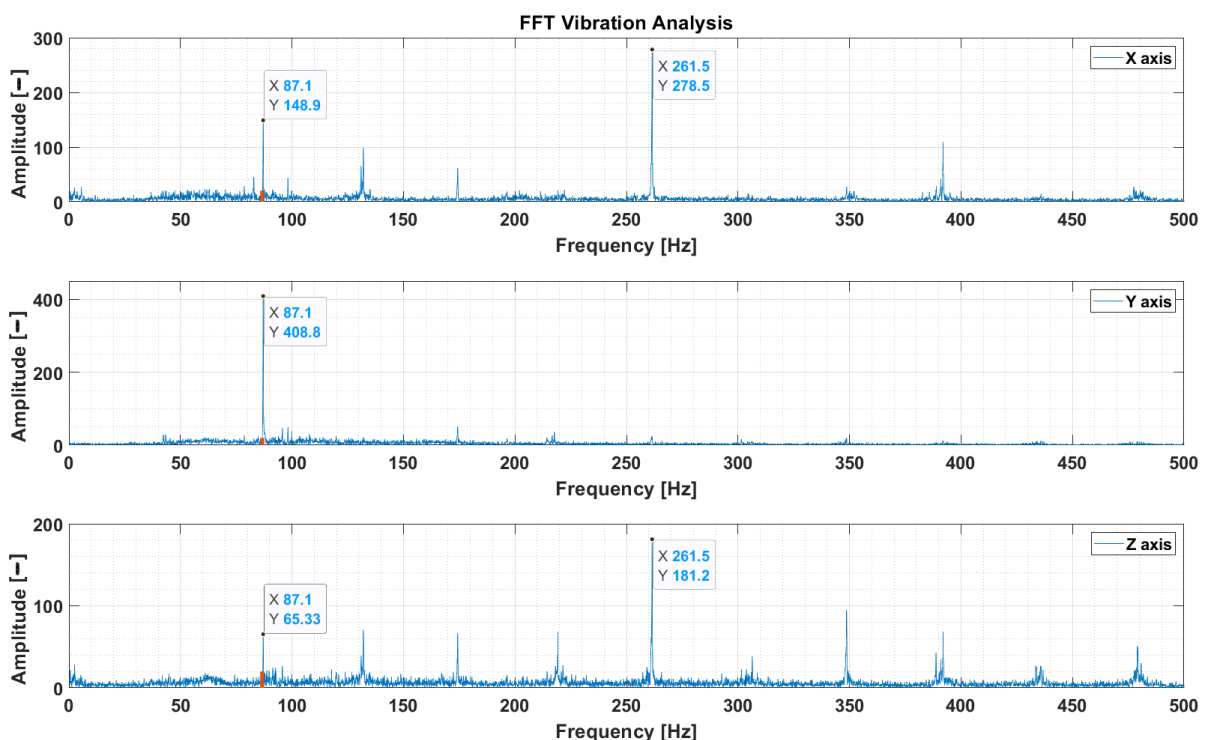 FFT Vibration Analysis
300
200
100
0
Amplitude [-]
X 87.1
Y 148.9
X 261.5
Y 278.5
X axis
0 50 100 150 200 250 300 350 400 450 500
Frequency [Hz]
400
200
0
Amplitude [-]
X 87.1
Y 408.8
Y axis
0 50 100 150 200 250 300 350 400 450 500
Frequency [Hz]
200
100
0
Amplitude [-]
X 87.1
Y 65.33
X 261.5
Y 181.2
Z axis
0 50 100 150 200 250 300 350 400 450 500
Frequency [Hz]